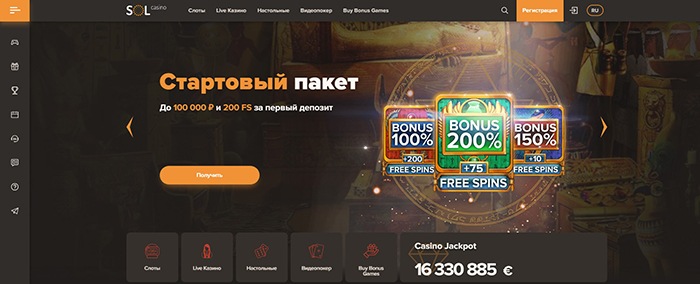 SOL casino
Слоты Live Казино Настольные Видеопокер Buy Bonus Games Регистрация RU
Стартовый пакет
До 100 000 ₽ и 200 FS за первый депозит
BONUS
100%
+200
FREE SPINS
BONUS
200%
+75
FREE SPINS
BONUS
150%
+10
FREE SPINS
Получить
Слоты
Live Казино
Настольные
Видеопокер
Buy Bonus
Games
Casino Jackpot
16 330 885 €